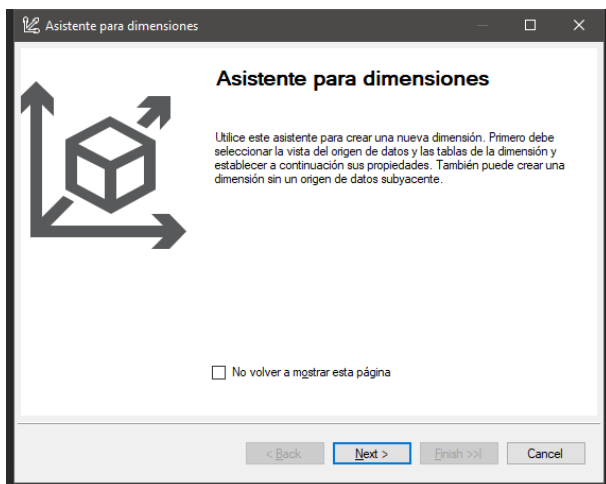 Asistente para dimensiones
Asistente para dimensiones
Utilice este asistente para crear una nueva dimensión. Primero debe
seleccionar la vista del origen de datos y las tablas de la dimensión y
establecer a continuación sus propiedades. También puede crear una
dimensión sin un origen de datos subyacente.
No volver a mostrar esta página
< Back Next > Finish >>| Cancel